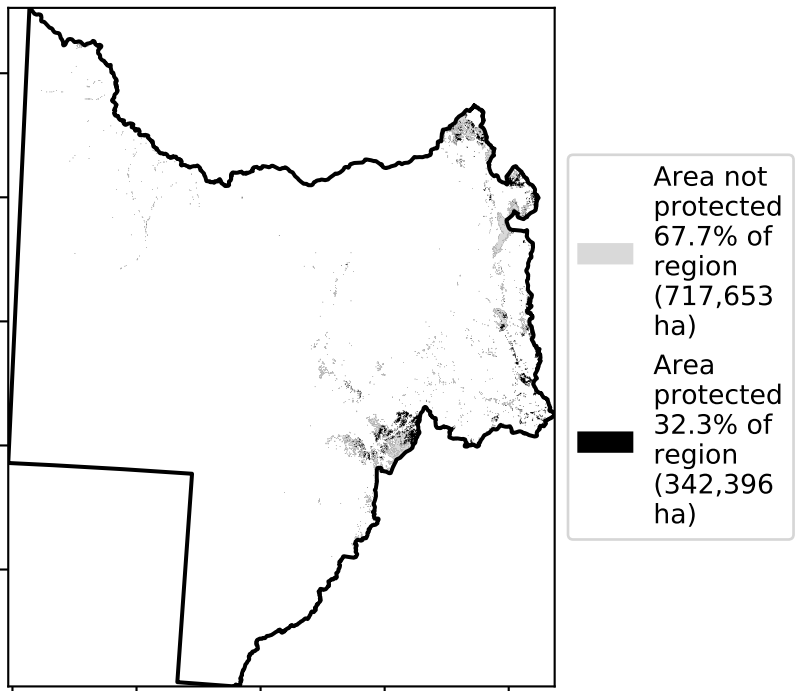 Area not
protected
67.7% of
region
(717,653
ha)
Area
protected
32.3% of
region
(342,396
ha)